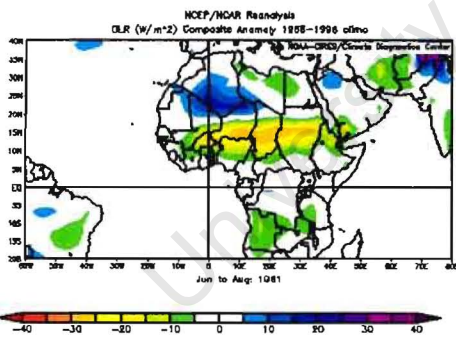 NCEP/NCAR Reanalysis
OLR (W/m^2) Composite Anomaly 1968-1996 climo
NOAA-CIRES/Climate Diagnostics Center
40N
35N
30N
25N
20N
15N
10N
5N
EQ
5S
10S
15S
20S
60W 50W 40W 30W 20W 10W 0 10E 20E 30E 40E 50E 60E 70E 80E
Jun to Aug: 1961
University
-40 -30 -20 -10 0 10 20 30 40